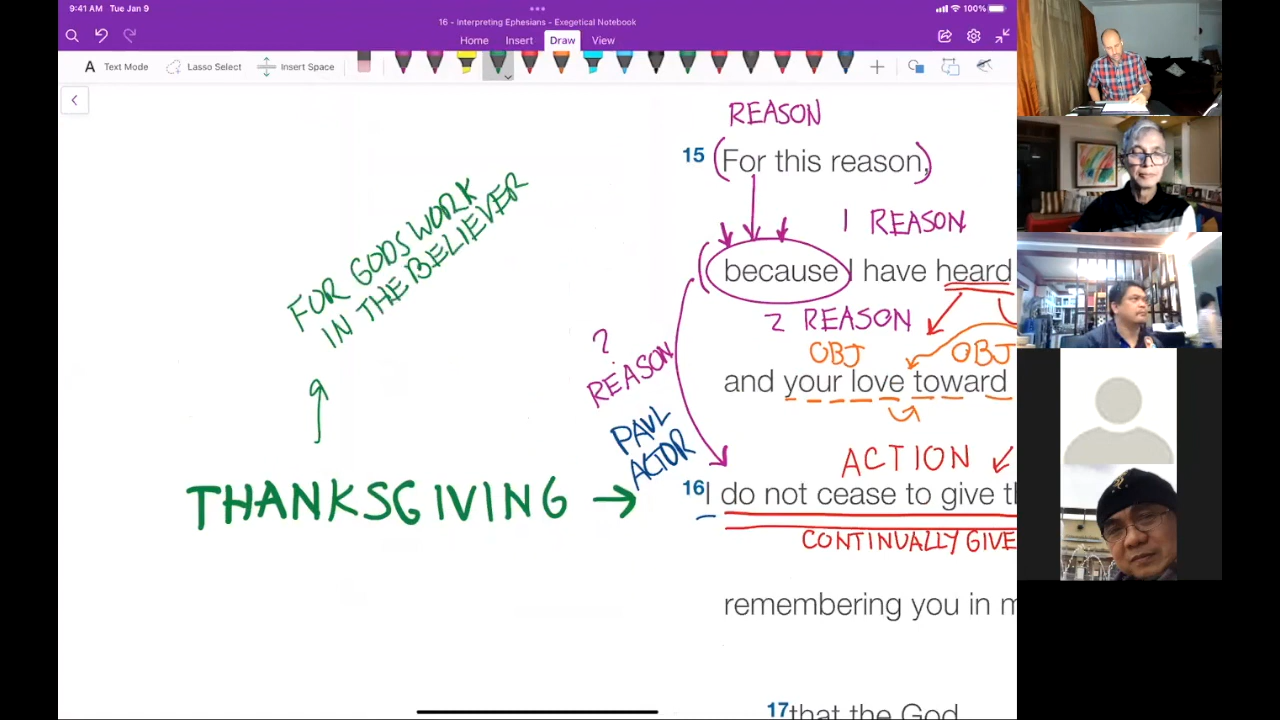 9:41 AM Tue Jan 9
100%
16 - Interpreting Ephesians - Exegetical Notebook
Home Insert Draw View
A Text Mode Lasso Select Insert Space
REASON
15 (For this reason,)
1 REASON
(because I have heard
2 REASON
OBJ OBJ
and your love toward
FOR GODS WORK
IN THE BELIEVER
?
REASON
PAUL
ACTOR
ACTION
THANKSGIVING →
16 I do not cease to give th
CONTINUALLY GIVE
remembering you in m
17 that the God